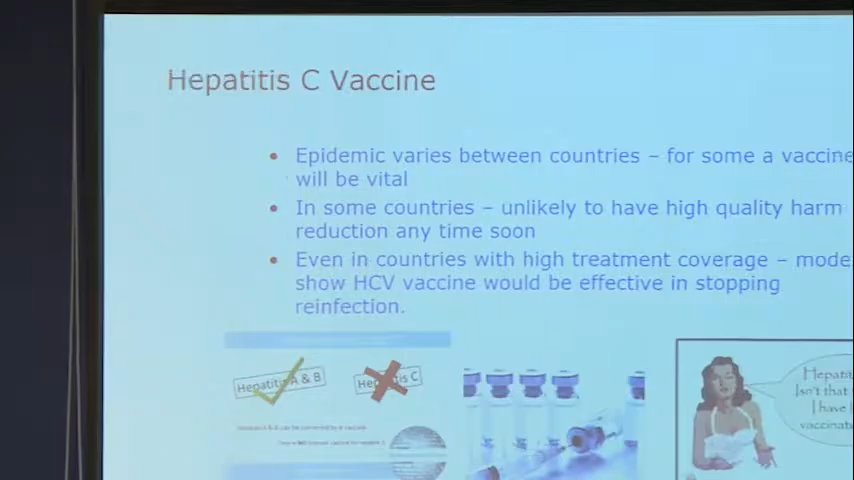 Hepatitis C Vaccine
Epidemic varies between countries – for some a vaccine
will be vital
In some countries – unlikely to have high quality harm
reduction any time soon
Even in countries with high treatment coverage – mode
show HCV vaccine would be effective in stopping
reinfection.
Hepatitis A & B
Hepatitis C
Hepatit
Isn't that
I have
vaccinat